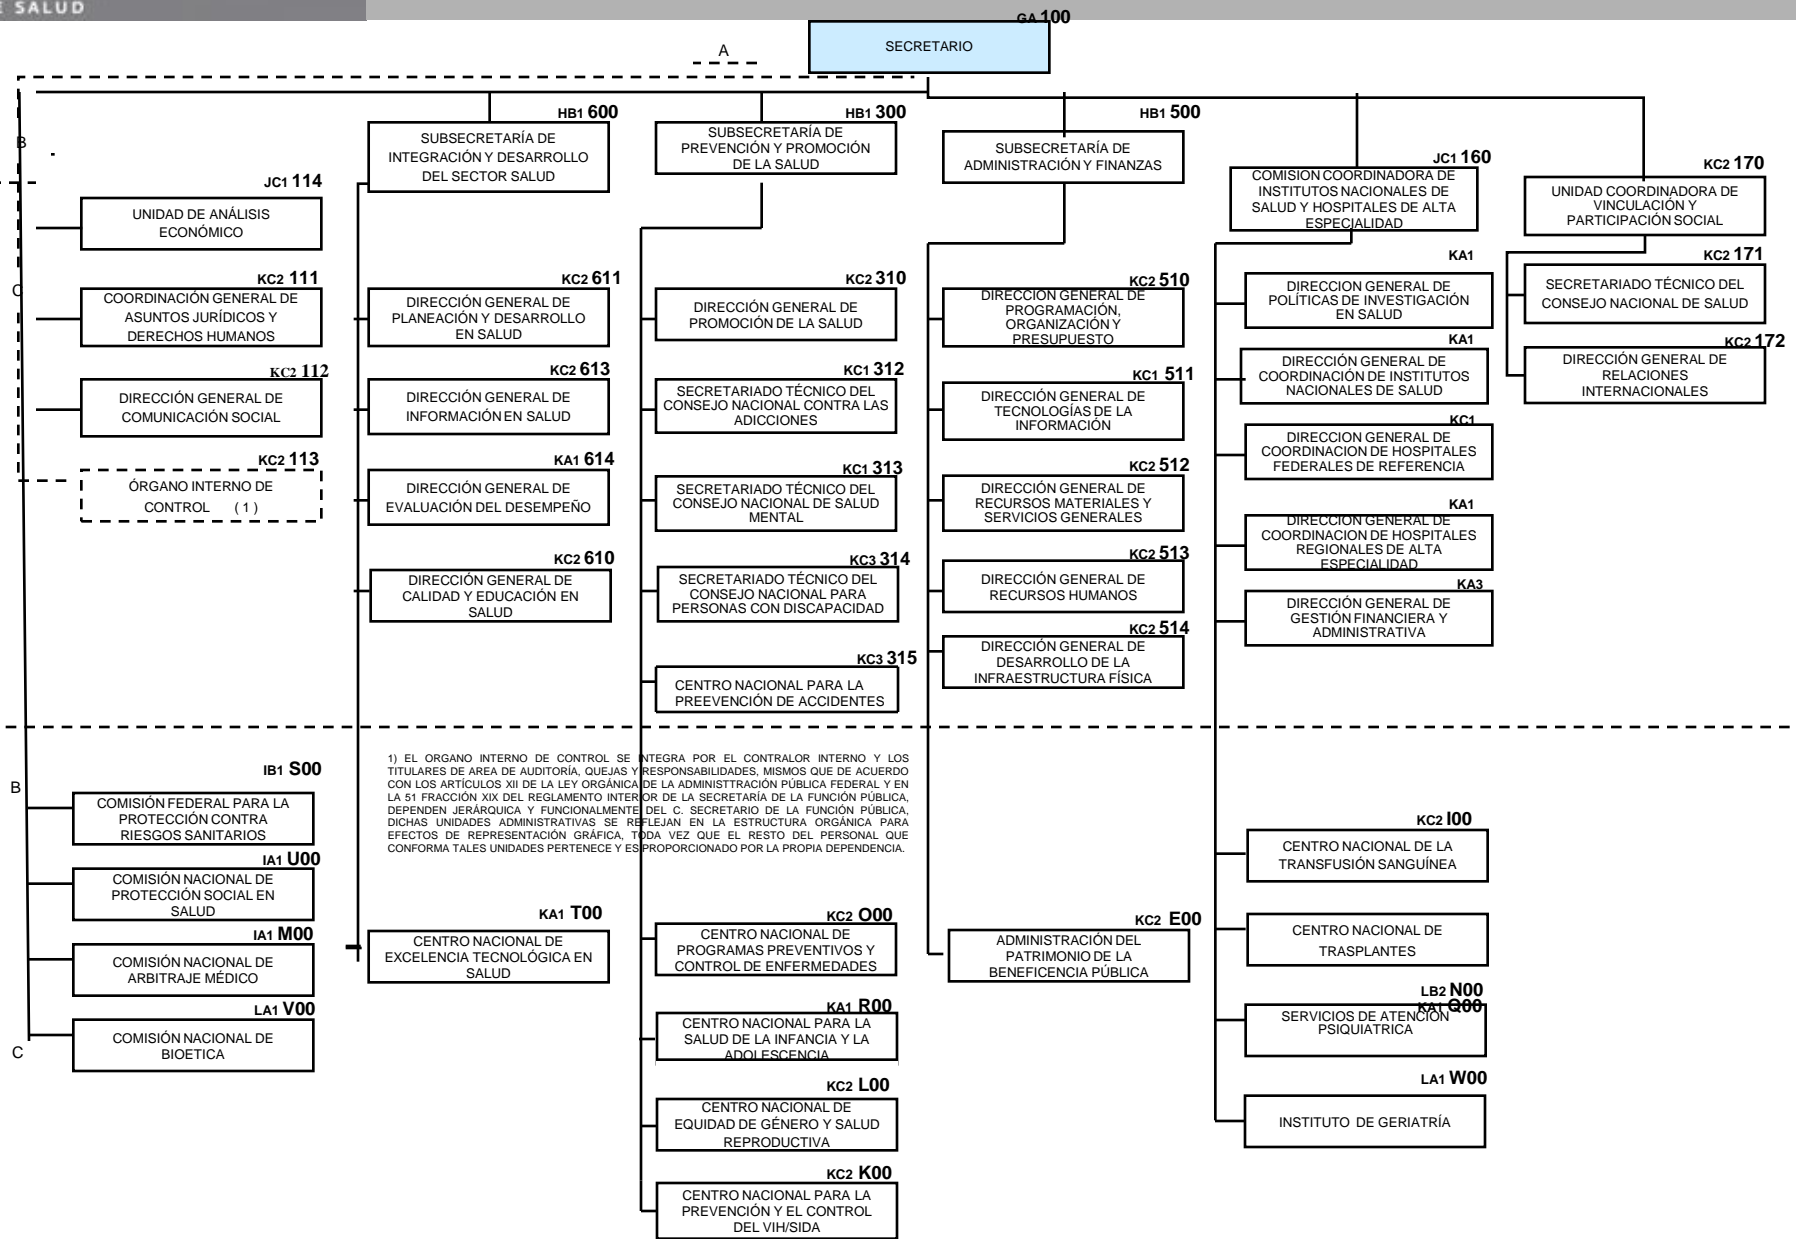 E SALUD
GA 100
SECRETARIO
A
B
C
HB1 600
SUBSECRETARÍA DE
INTEGRACIÓN Y DESARROLLO
DEL SECTOR SALUD
HB1 300
SUBSECRETARÍA DE
PREVENCIÓN Y PROMOCIÓN
DE LA SALUD
HB1 500
SUBSECRETARÍA DE
ADMINISTRACIÓN Y FINANZAS
JC1 160
COMISION COORDINADORA DE
INSTITUTOS NACIONALES DE
SALUD Y HOSPITALES DE ALTA
ESPECIALIDAD
KC2 170
UNIDAD COORDINADORA DE
VINCULACIÓN Y
PARTICIPACIÓN SOCIAL
JC1 114
UNIDAD DE ANÁLISIS
ECONÓMICO
KC2 111
COORDINACIÓN GENERAL DE
ASUNTOS JURÍDICOS Y
DERECHOS HUMANOS
KC2 112
DIRECCIÓN GENERAL DE
COMUNICACIÓN SOCIAL
KC2 113
ÓRGANO INTERNO DE
CONTROL ( 1 )
KC2 611
DIRECCIÓN GENERAL DE
PLANEACIÓN Y DESARROLLO
EN SALUD
KC2 613
DIRECCIÓN GENERAL DE
INFORMACIÓN EN SALUD
KA1 614
DIRECCIÓN GENERAL DE
EVALUACIÓN DEL DESEMPEÑO
KC2 610
DIRECCIÓN GENERAL DE
CALIDAD Y EDUCACIÓN EN
SALUD
KC2 310
DIRECCIÓN GENERAL DE
PROMOCIÓN DE LA SALUD
KC1 312
SECRETARIADO TÉCNICO DEL
CONSEJO NACIONAL CONTRA LAS
ADICCIONES
KC1 313
SECRETARIADO TÉCNICO DEL
CONSEJO NACIONAL DE SALUD
MENTAL
KC3 314
SECRETARIADO TÉCNICO DEL
CONSEJO NACIONAL PARA
PERSONAS CON DISCAPACIDAD
KC3 315
CENTRO NACIONAL PARA LA
PREEVENCIÓN DE ACCIDENTES
KC2 510
DIRECCIÓN GENERAL DE
PROGRAMACIÓN,
ORGANIZACIÓN Y
PRESUPUESTO
KC1 511
DIRECCIÓN GENERAL DE
TECNOLOGÍAS DE LA
INFORMACIÓN
KC2 512
DIRECCIÓN GENERAL DE
RECURSOS MATERIALES Y
SERVICIOS GENERALES
KC2 513
DIRECCIÓN GENERAL DE
RECURSOS HUMANOS
KC2 514
DIRECCIÓN GENERAL DE
DESARROLLO DE LA
INFRAESTRUCTURA FÍSICA
KA1
DIRECCION GENERAL DE
POLÍTICAS DE INVESTIGACIÓN
EN SALUD
KA1
DIRECCIÓN GENERAL DE
COORDINACIÓN DE INSTITUTOS
NACIONALES DE SALUD
KC1
DIRECCION GENERAL DE
COORDINACION DE HOSPITALES
FEDERALES DE REFERENCIA
KA1
DIRECCIÓN GENERAL DE
COORDINACION DE HOSPITALES
REGIONALES DE ALTA
ESPECIALIDAD
KA3
DIRECCIÓN GENERAL DE
GESTIÓN FINANCIERA Y
ADMINISTRATIVA
KC2 171
SECRETARIADO TÉCNICO DEL
CONSEJO NACIONAL DE SALUD
KC2 172
DIRECCIÓN GENERAL DE
RELACIONES
INTERNACIONALES
1) EL ORGANO INTERNO DE CONTROL SE INTEGRA POR EL CONTRALOR INTERNO Y LOS
TITULARES DE AREA DE AUDITORÍA, QUEJAS Y RESPONSABILIDADES, MISMOS QUE DE ACUERDO
CON LOS ARTÍCULOS XII DE LA LEY ORGÁNICA DE LA ADMINISTTRACIÓN PÚBLICA FEDERAL Y EN
LA 51 FRACCIÓN XIX DEL REGLAMENTO INTERIOR DE LA SECRETARÍA DE LA FUNCIÓN PÚBLICA,
DEPENDEN JERÁRQUICA Y FUNCIONALMENTE DEL C. SECRETARIO DE LA FUNCIÓN PÚBLICA,
DICHAS UNIDADES ADMINISTRATIVAS SE REFLEJAN EN LA ESTRUCTURA ORGÁNICA PARA
EFECTOS DE REPRESENTACIÓN GRÁFICA, TODA VEZ QUE EL RESTO DEL PERSONAL QUE
CONFORMA TALES UNIDADES PERTENECE Y ES PROPORCIONADO POR LA PROPIA DEPENDENCIA.
B
C
IB1 S00
COMISIÓN FEDERAL PARA LA
PROTECCIÓN CONTRA
RIESGOS SANITARIOS
IA1 U00
COMISIÓN NACIONAL DE
PROTECCIÓN SOCIAL EN
SALUD
IA1 M00
COMISIÓN NACIONAL DE
ARBITRAJE MÉDICO
LA1 V00
COMISIÓN NACIONAL DE
BIOETICA
KA1 T00
CENTRO NACIONAL DE
EXCELENCIA TECNOLÓGICA EN
SALUD
KC2 O00
CENTRO NACIONAL DE
PROGRAMAS PREVENTIVOS Y
CONTROL DE ENFERMEDADES
KA1 R00
CENTRO NACIONAL PARA LA
SALUD DE LA INFANCIA Y LA
ADOLESCENCIA
KC2 L00
CENTRO NACIONAL DE
EQUIDAD DE GÉNERO Y SALUD
REPRODUCTIVA
KC2 K00
CENTRO NACIONAL PARA LA
PREVENCIÓN Y EL CONTROL
DEL VIH/SIDA
KC2 E00
ADMINISTRACIÓN DEL
PATRIMONIO DE LA
BENEFICENCIA PÚBLICA
KC2 I00
CENTRO NACIONAL DE LA
TRANSFUSIÓN SANGUÍNEA
CENTRO NACIONAL DE
TRASPLANTES
LB2 N00
KA1 Q00
SERVICIOS DE ATENCIÓN
PSIQUIATRICA
LA1 W00
INSTITUTO DE GERIATRÍA